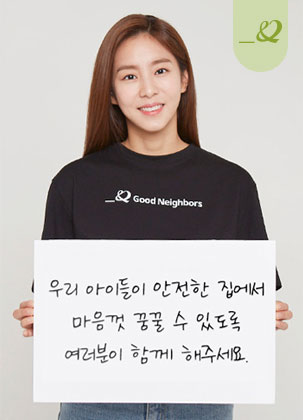 _&
_& Good Neighbors
우리 아이들이 안전한 집에서
마음껏 꿈꿀 수 있도록
여러분이 함께 해주세요.